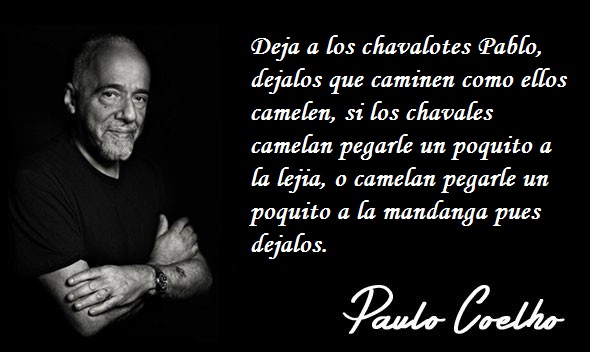 Deja a los chavalotes Pablo,
dejalos que caminen como ellos
camelen, si los chavales
camelan pegarle un poquito a
la lejia, o camelan pegarle un
poquito a la mandanga pues
dejalos.
Paulo Coelho